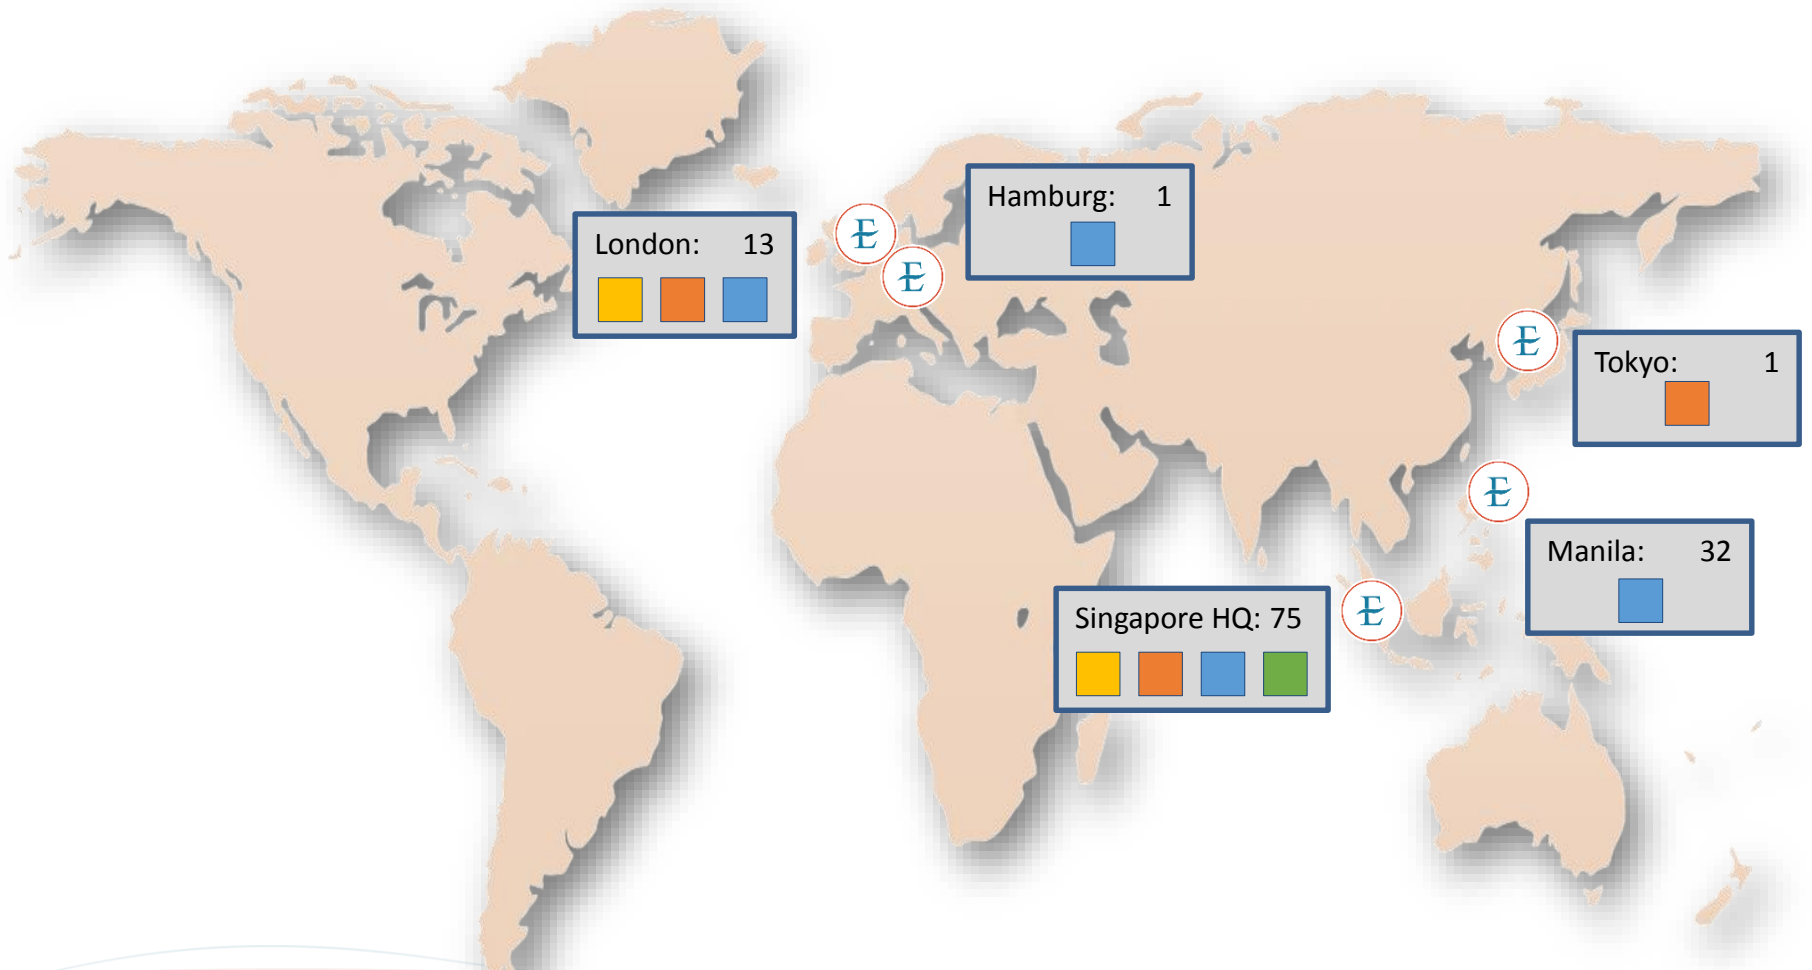 Hamburg: 1
London: 13
Tokyo: 1
Manila: 32
Singapore HQ: 75
E
E
E
E
E